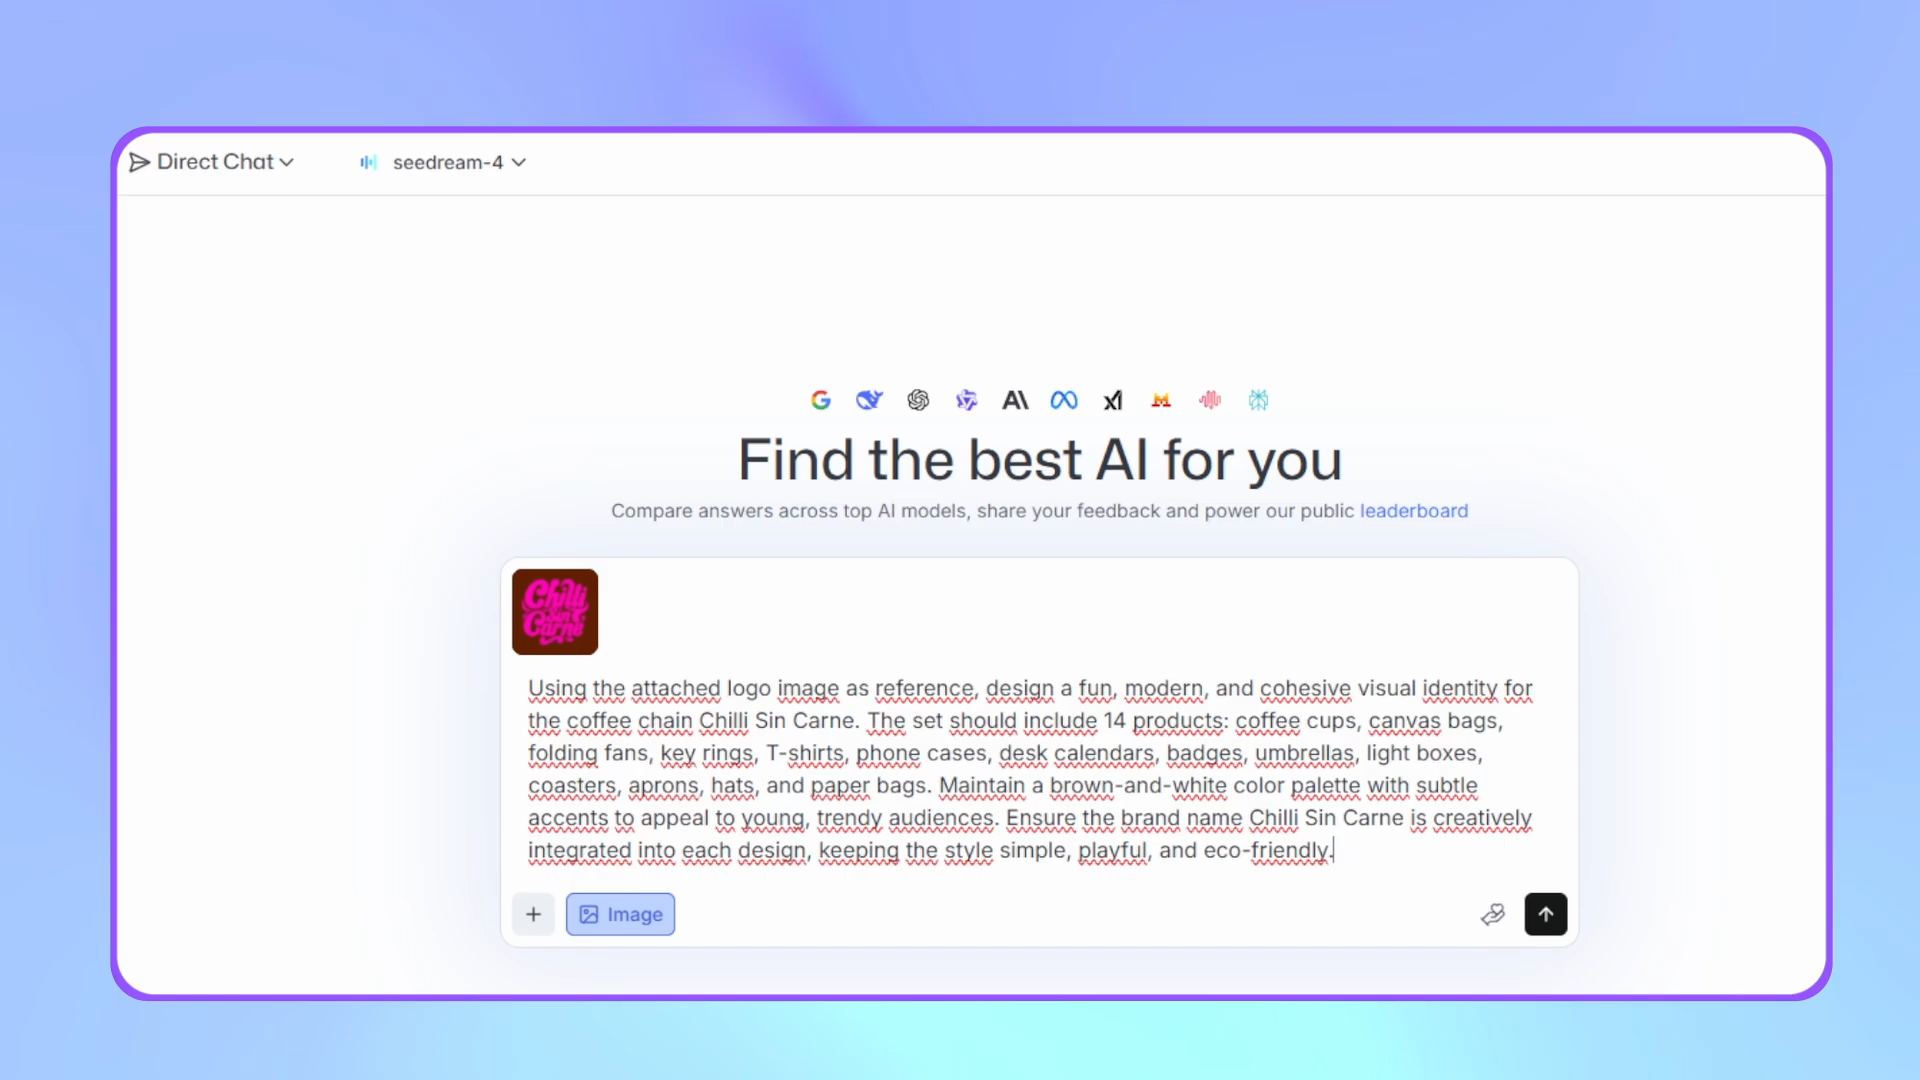 Direct Chat
seedream-4
Find the best AI for you
Compare answers across top AI models, share your feedback and power our public leaderboard
Chilli
Sin
Carne
Using the attached logo image as reference, design a fun, modern, and cohesive visual identity for
the coffee chain Chilli Sin Carne. The set should include 14 products: coffee cups, canvas bags,
folding fans, key rings, T-shirts, phone cases, desk calendars, badges, umbrellas, light boxes,
coasters, aprons, hats, and paper bags. Maintain a brown-and-white color palette with subtle
accents to appeal to young, trendy audiences. Ensure the brand name Chilli Sin Carne is creatively
integrated into each design, keeping the style simple, playful, and eco-friendly.
Image